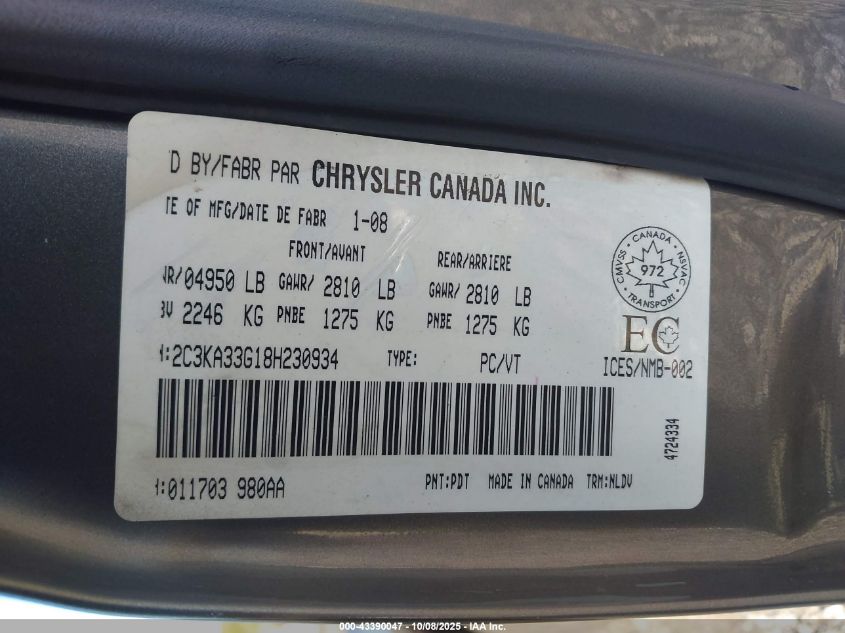 D BY/FABR PAR CHRYSLER CANADA INC.
TE OF MFG/DATE DE FABR 1-08
FRONT/AVANT REAR/ARRIERE
WR/04950 LB GAWR/ 2810 LB GAWR/ 2810 LB
BV 2246 KG PNBE 1275 KG PNBE 1275 KG
:2C3KA33G18H230934 TYPE: PC/VT
CANADA
CMVSS 972 NSVAC
TRANSPORT
EC
ICES/NMB-002
4724334
:011703 980AA PNT:PDT MADE IN CANADA TRM:NLDV
000-43390047 - 10/08/2025 - IAA Inc.